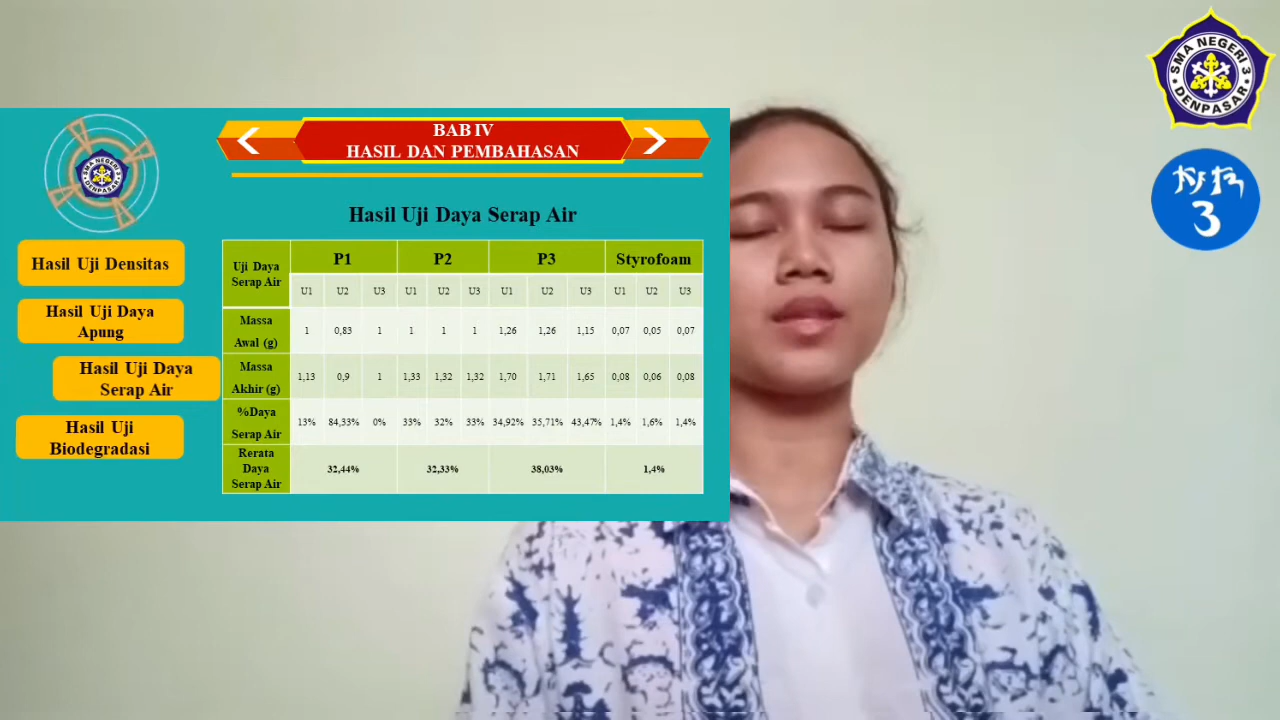 BAB IV
HASIL DAN PEMBAHASAN
Hasil Uji Daya Serap Air
SMA NEGERI 3
DENPASAR
Hasil Uji Densitas
Hasil Uji Daya
Apung
Hasil Uji Daya
Serap Air
Hasil Uji
Biodegradasi
Uji Daya
Serap Air
P1 P2 P3 Styrofoam
U1 U2 U3 U1 U2 U3 U1 U2 U3 U1 U2 U3
Massa
Awal (g)
1 0,83 1 1 1 1 1,26 1,26 1,15 0,07 0,05 0,07
Massa
Akhir (g)
1,13 0,9 1 1,33 1,32 1,32 1,70 1,71 1,65 0,08 0,06 0,08
%Daya
Serap Air
13% 84,33% 0% 33% 32% 33% 34,92% 35,71% 43,47% 1,4% 1,6% 1,4%
Rerata
Daya
Serap Air
32,44% 32,33% 38,03% 1,4%
SMA NEGERI 3
DENPASAR
3